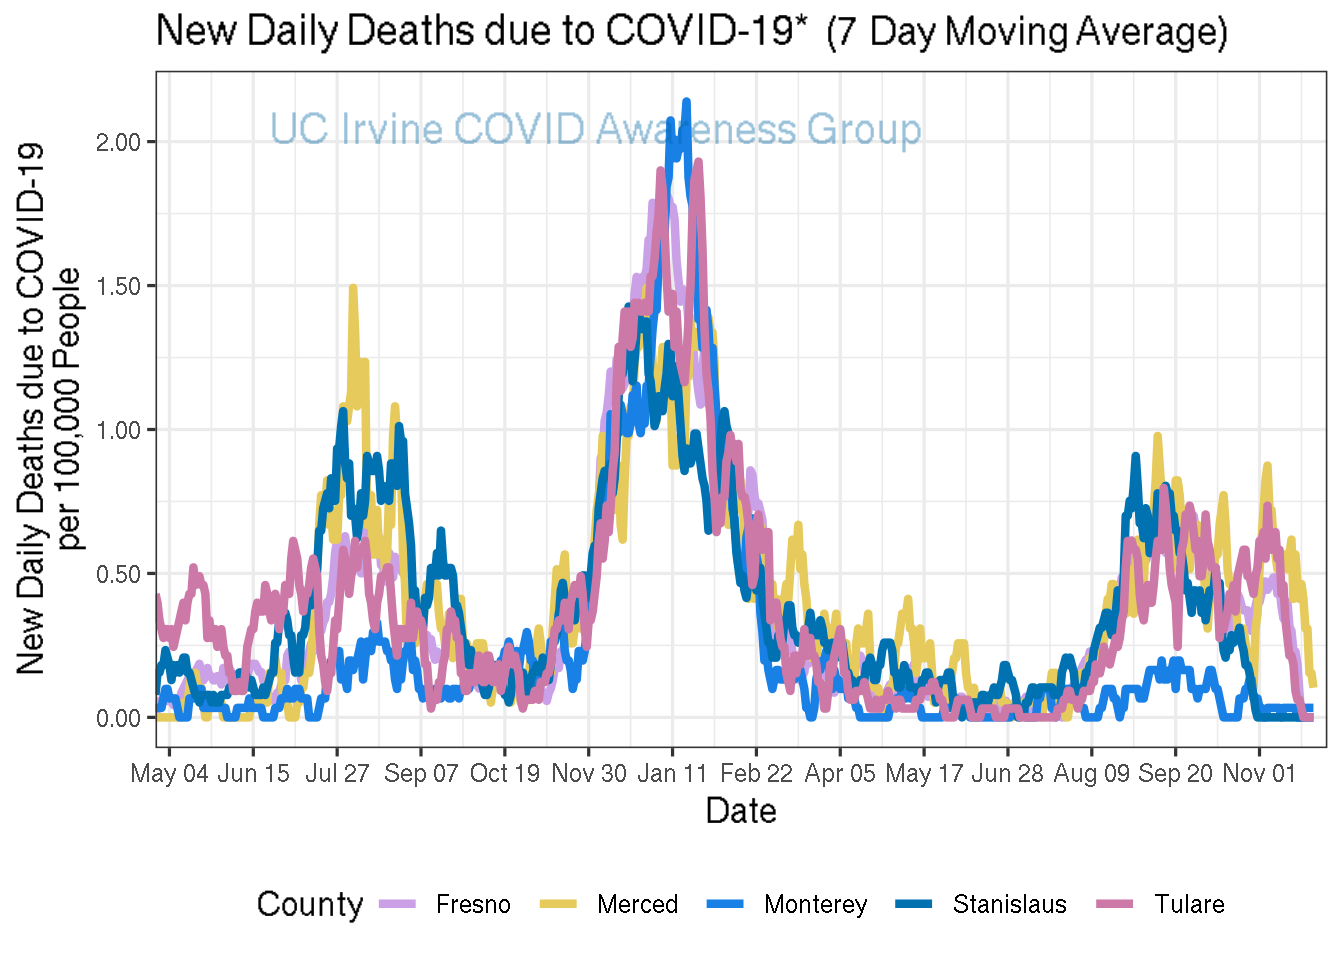 New Daily Deaths due to COVID-19* (7 Day Moving Average)
UC Irvine COVID Awareness Group
New Daily Deaths due to COVID-19
per 100,000 People
2.00
1.50
1.00
0.50
0.00
May 04 Jun 15 Jul 27 Sep 07 Oct 19 Nov 30 Jan 11 Feb 22 Apr 05 May 17 Jun 28 Aug 09 Sep 20 Nov 01
Date
County Fresno Merced Monterey Stanislaus Tulare